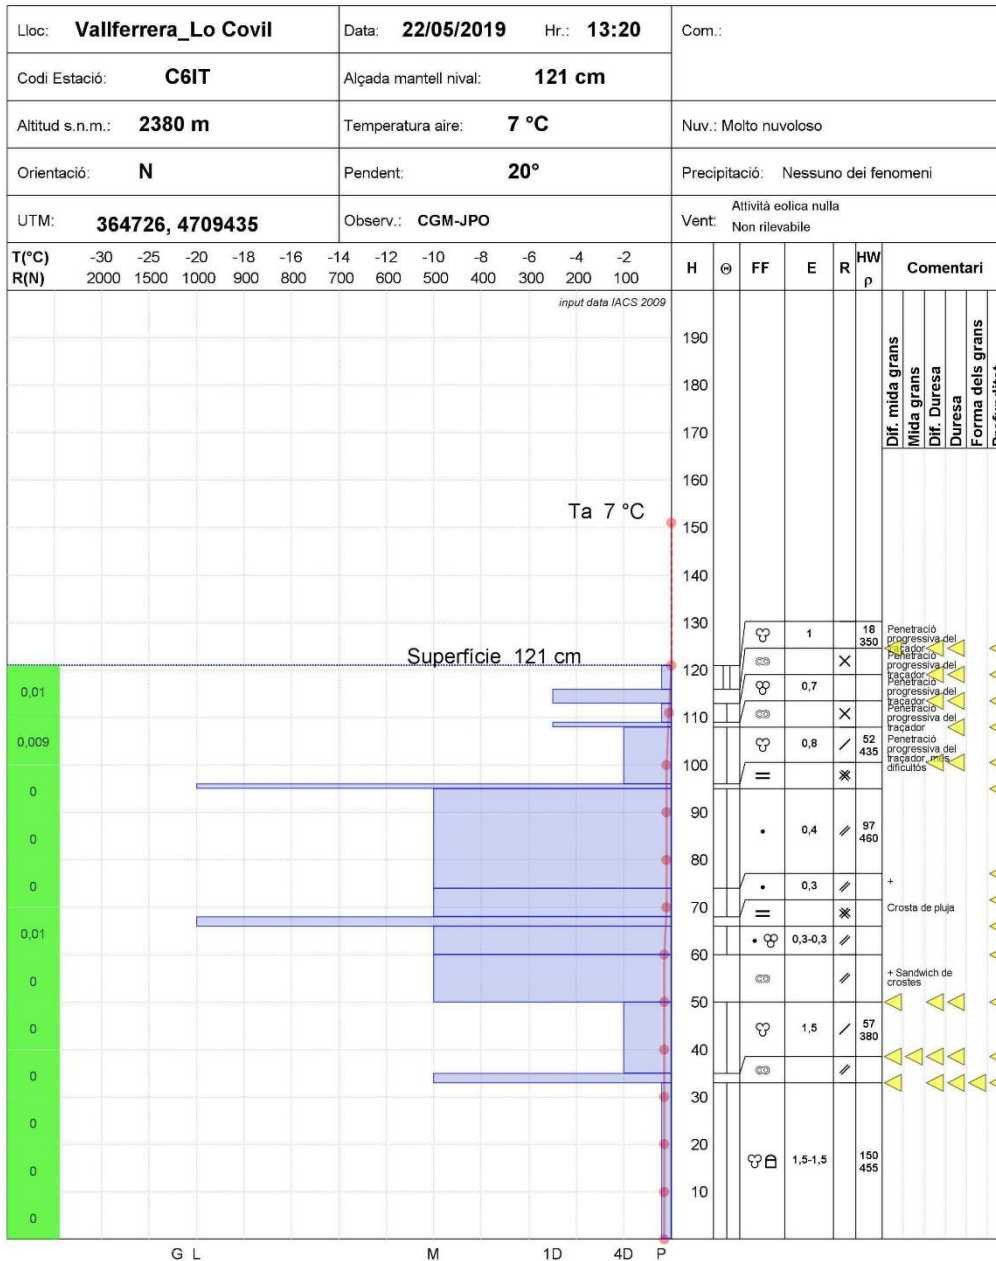 Lloc: Vallferrera_Lo Covil Data: 22/05/2019 Hr.: 13:20 Com.:
Codi Estació: C6IT Alçada mantell nival: 121 cm
Altitud s.n.m.: 2380 m Temperatura aire: 7 °C Nuv.: Molto nuvoloso
Orientació: N Pendent: 20° Precipitació: Nessuno dei fenomeni
UTM: 364726, 4709435 Observ.: CGM-JPO Vent: Attività eolica nulla
Non rilevabile
T(°C) -30 -25 -20 -18 -16 -14 -12 -10 -8 -6 -4 -2
R(N) 2000 1500 1000 900 800 700 600 500 400 300 200 100
H Θ FF E R HW ρ Comentari
input data IACS 2009
Dif. mida grans
Mida grans
Dif. Duresa
Duresa
Forma dels grans
190
180
170
160
Ta 7 °C
150
140
130
1 18 350 Penetració progressiva del traçador
Superfície 121 cm
120
Penetració progressiva del traçador
0,01
0,7 Penetració progressiva del traçador
110
Penetració progressiva del traçador
0,009
0,8 52 435 Penetració progressiva del traçador, més dificultós
100
0
90
0,4 97 460
0
80
0
0,3 +
70
Crosta de pluja
0,01
0,3-0,3
60
0
+ Sandwich de crostes
50
0
1,5 57 380
40
0
30
0
20
1,5-1,5 150 455
0
10
0
G L M 1D 4D P